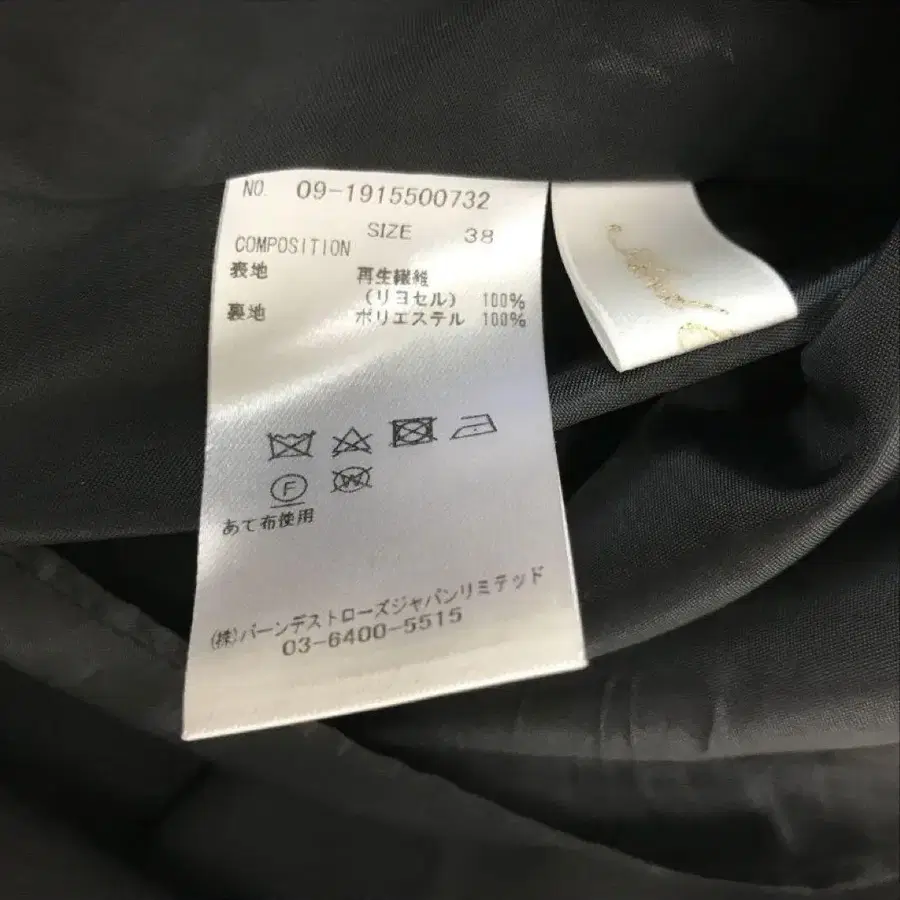 NO. 09-1915500732
SIZE 38
COMPOSITION
表地 再生繊維
(リヨセル) 100%
裏地 ポリエステル 100%
F
W
あて布使用
(株)バーンデストローズジャパンリミテッド
03-6400-5515